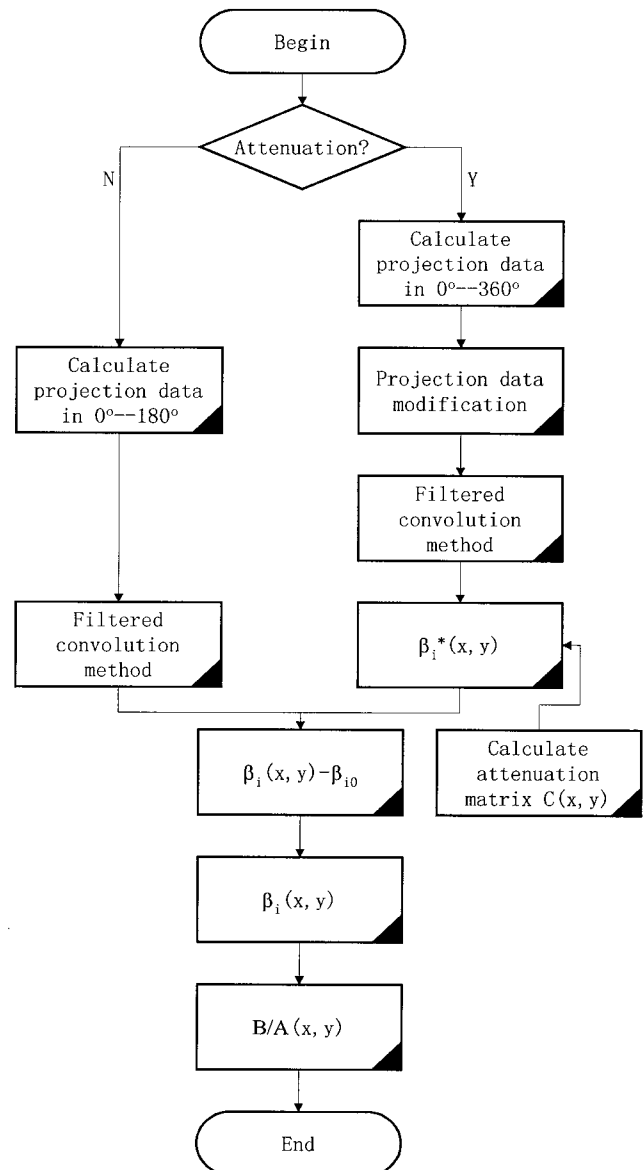 Begin
Attenuation?
N
Y
Calculate
projection data
in 0°--360°
Calculate
projection data
in 0°--180°
Projection data
modification
Filtered
convolution
method
Filtered
convolution
method
βᵢ*(x, y)
βᵢ(x, y)-βᵢ₀
Calculate
attenuation
matrix C(x, y)
βᵢ(x, y)
B/A(x, y)
End